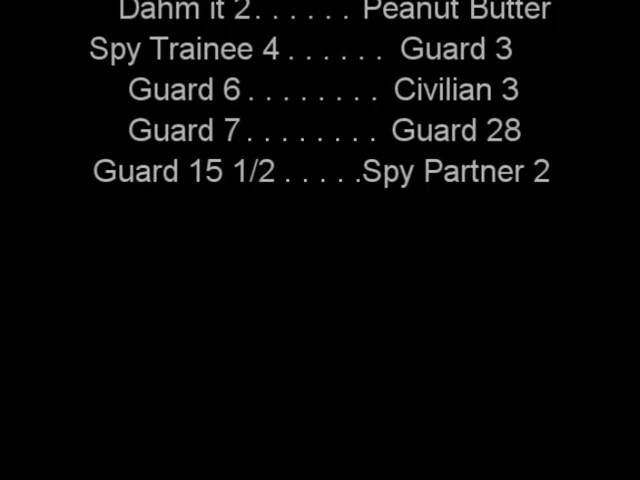 Dahm it 2. . . . . . Peanut Butter
Spy Trainee 4 . . . . . . Guard 3
Guard 6 . . . . . . . . Civilian 3
Guard 7 . . . . . . . . Guard 28
Guard 15 1/2 . . . . .Spy Partner 2